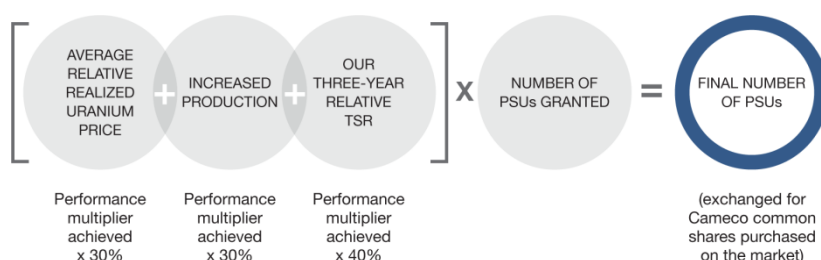 AVERAGE
RELATIVE
REALIZED
URANIUM
PRICE
+
INCREASED
PRODUCTION
+
OUR
THREE-YEAR
RELATIVE
TSR
X
NUMBER OF
PSUs GRANTED
=
FINAL NUMBER
OF PSUs
Performance
multiplier
achieved
x 30%
Performance
multiplier
achieved
x 30%
Performance
multiplier
achieved
x 40%
(exchanged for
Cameco common
shares purchased
on the market)